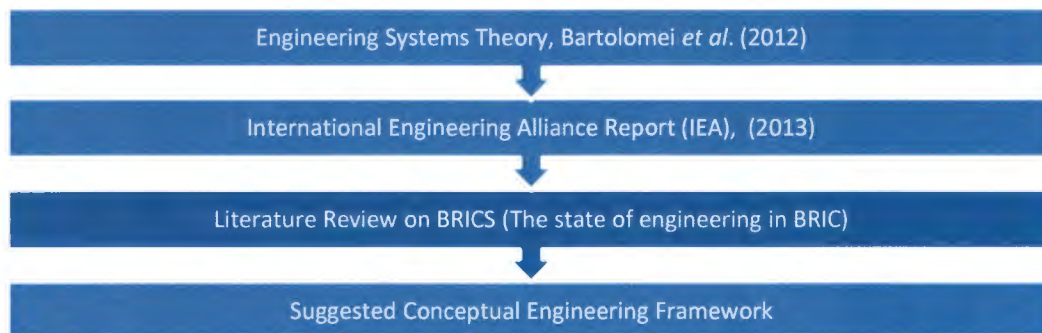 Engineering Systems Theory, Bartolomei et al. (2012)
International Engineering Alliance Report (IEA), (2013)
Literature Review on BRICS (The state of engineering in BRIC)
Suggested Conceptual Engineering Framework